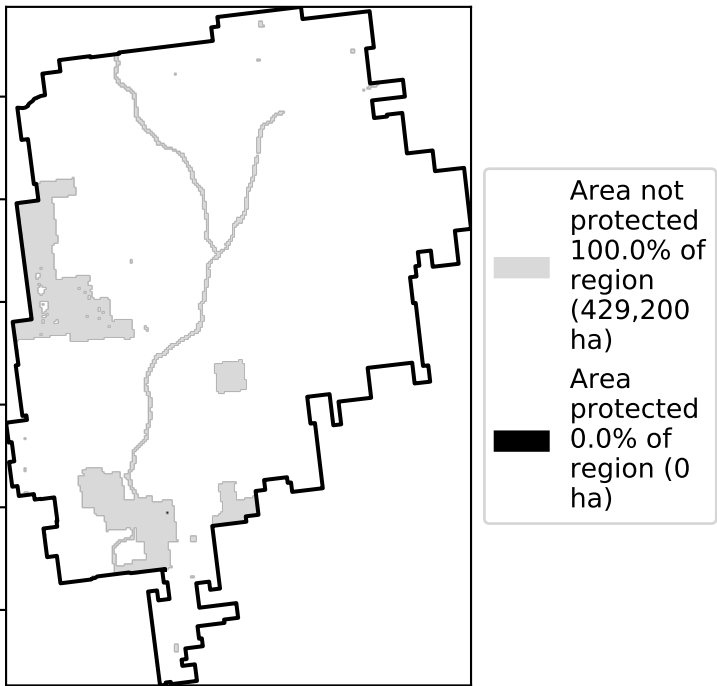 Area not
protected
100.0% of
region
(429,200
ha)
Area
protected
0.0% of
region (0
ha)